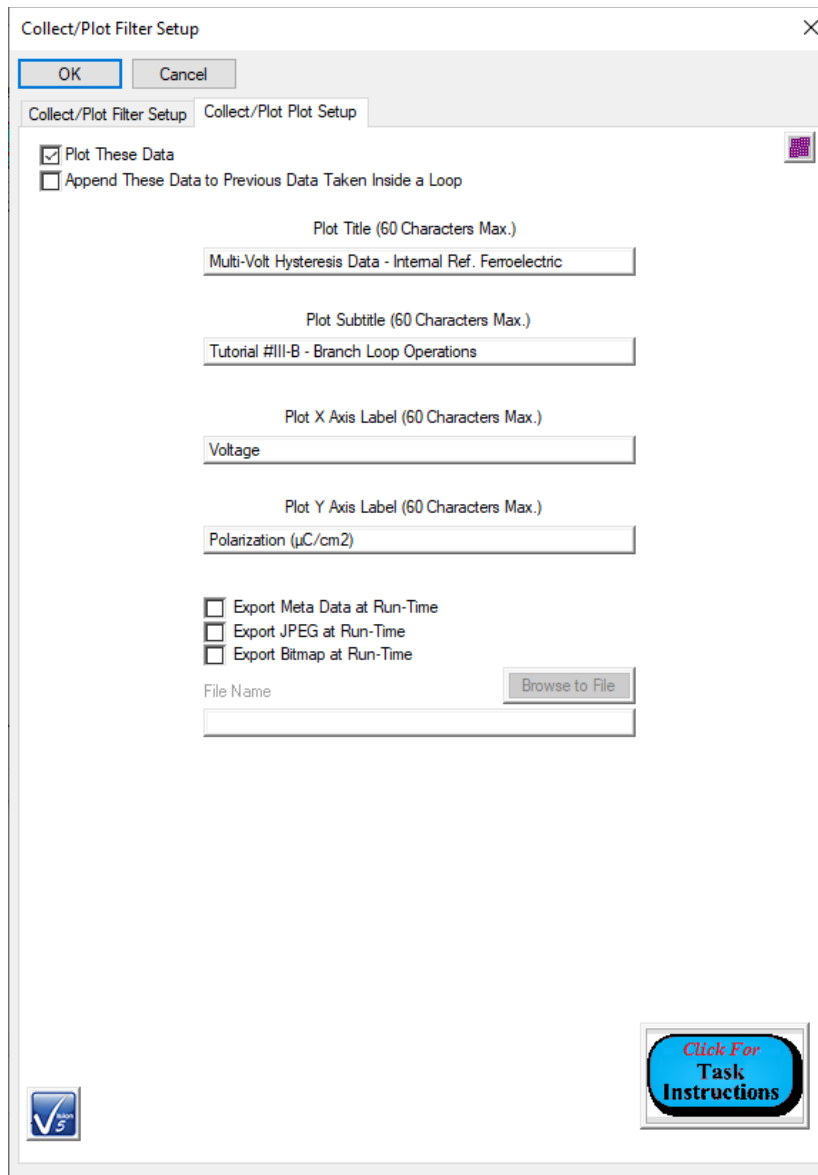 Collect/Plot Filter Setup
OK Cancel
Collect/Plot Filter Setup Collect/Plot Plot Setup
Plot These Data
Append These Data to Previous Data Taken Inside a Loop
Plot Title (60 Characters Max.)
Multi-Volt Hysteresis Data - Internal Ref. Ferroelectric
Plot Subtitle (60 Characters Max.)
Tutorial #III-B - Branch Loop Operations
Plot X Axis Label (60 Characters Max.)
Voltage
Plot Y Axis Label (60 Characters Max.)
Polarization (µC/cm2)
Export Meta Data at Run-Time
Export JPEG at Run-Time
Export Bitmap at Run-Time
File Name Browse to File
Click For
Task
Instructions
5